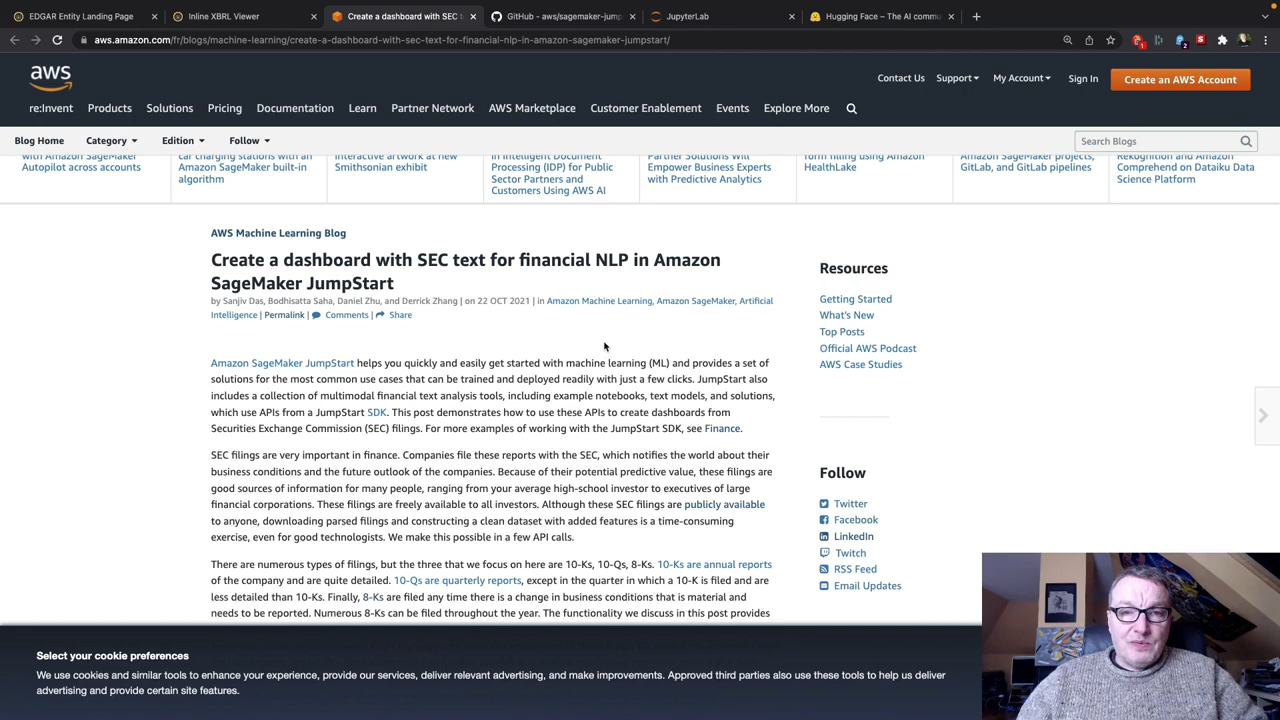 EDGAR Entity Landing Page
Inline XBRL Viewer
Create a dashboard with SEC t
GitHub - aws/sagemaker-jump
JupyterLab
Hugging Face – The AI commu
aws.amazon.com/fr/blogs/machine-learning/create-a-dashboard-with-sec-text-for-financial-nlp-in-amazon-sagemaker-jumpstart/
aws
Contact Us Support My Account Sign In Create an AWS Account
re:Invent Products Solutions Pricing Documentation Learn Partner Network AWS Marketplace Customer Enablement Events Explore More
Blog Home Category Edition Follow Search Blogs
with Amazon SageMaker
Autopilot across accounts
car charging stations with an
Amazon SageMaker built-in
algorithm
interactive artwork at new
Smithsonian exhibit
in Intelligent Document
Processing (IDP) for Public
Sector Partners and
Customers Using AWS AI
Partner Solutions Will
Empower Business Experts
with Predictive Analytics
form filling using Amazon
HealthLake
Amazon SageMaker projects,
GitLab, and GitLab pipelines
Rekognition and Amazon
Comprehend on Dataiku Data
Science Platform
AWS Machine Learning Blog
Create a dashboard with SEC text for financial NLP in Amazon
SageMaker JumpStart
by Sanjiv Das, Bodhisatta Saha, Daniel Zhu, and Derrick Zhang | on 22 OCT 2021 | in Amazon Machine Learning, Amazon SageMaker, Artificial
Intelligence | Permalink | Comments | Share
Amazon SageMaker JumpStart helps you quickly and easily get started with machine learning (ML) and provides a set of
solutions for the most common use cases that can be trained and deployed readily with just a few clicks. JumpStart also
includes a collection of multimodal financial text analysis tools, including example notebooks, text models, and solutions,
which use APIs from a JumpStart SDK. This post demonstrates how to use these APIs to create dashboards from
Securities Exchange Commission (SEC) filings. For more examples of working with the JumpStart SDK, see Finance.
SEC filings are very important in finance. Companies file these reports with the SEC, which notifies the world about their
business conditions and the future outlook of the companies. Because of their potential predictive value, these filings are
good sources of information for many people, ranging from your average high-school investor to executives of large
financial corporations. These filings are freely available to all investors. Although these SEC filings are publicly available
to anyone, downloading parsed filings and constructing a clean dataset with added features is a time-consuming
exercise, even for good technologists. We make this possible in a few API calls.
There are numerous types of filings, but the three that we focus on here are 10-Ks, 10-Qs, 8-Ks. 10-Ks are annual reports
of the company and are quite detailed. 10-Qs are quarterly reports, except in the quarter in which a 10-K is filed and are
less detailed than 10-Ks. Finally, 8-Ks are filed any time there is a change in business conditions that is material and
needs to be reported. Numerous 8-Ks can be filed throughout the year. The functionality we discuss in this post provides
Resources
Getting Started
What's New
Top Posts
Official AWS Podcast
AWS Case Studies
Follow
Twitter
Facebook
LinkedIn
Twitch
RSS Feed
Email Updates
Select your cookie preferences
We use cookies and similar tools to enhance your experience, provide our services, deliver relevant advertising, and make improvements. Approved third parties also use these tools to help us deliver
advertising and provide certain site features.